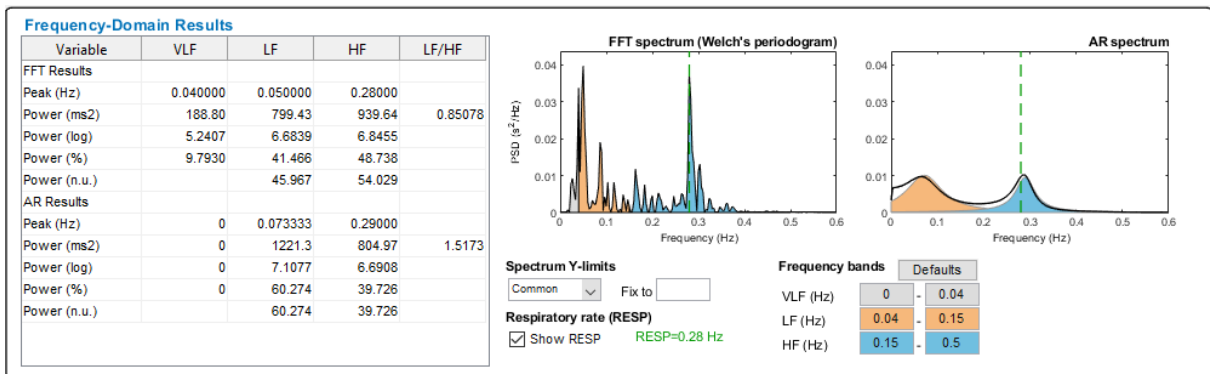 Frequency-Domain Results
Variable VLF LF HF LF/HF
FFT Results
Peak (Hz) 0.040000 0.050000 0.28000
Power (ms2) 188.80 799.43 939.64 0.85078
Power (log) 5.2407 6.6839 6.8455
Power (%) 9.7930 41.466 48.738
Power (n.u.) 45.967 54.029
AR Results
Peak (Hz) 0 0.073333 0.29000
Power (ms2) 0 1221.3 804.97 1.5173
Power (log) 0 7.1077 6.6908
Power (%) 0 60.274 39.726
Power (n.u.) 60.274 39.726
FFT spectrum (Welch's periodogram)
0.04
0.03
0.02
0.01
0
PSD (s²/Hz)
0 0.1 0.2 0.3 0.4 0.5 0.6
Frequency (Hz)
AR spectrum
0.04
0.03
0.02
0.01
0
0 0.1 0.2 0.3 0.4 0.5 0.6
Frequency (Hz)
Spectrum Y-limits
Common Fix to
Respiratory rate (RESP)
Show RESP RESP=0.28 Hz
Frequency bands Defaults
VLF (Hz) 0 - 0.04
LF (Hz) 0.04 - 0.15
HF (Hz) 0.15 - 0.5